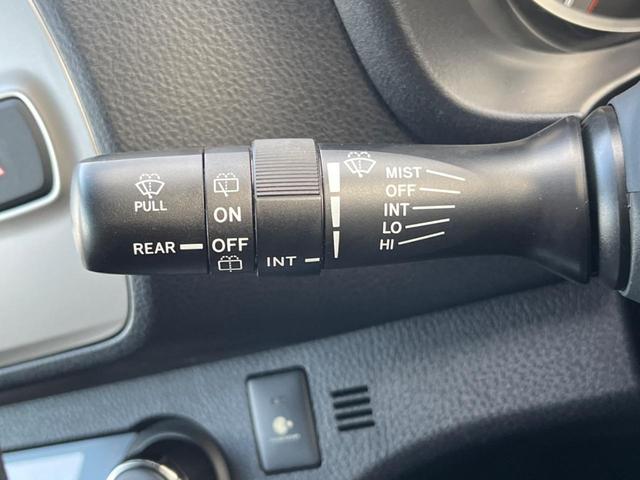 PULL
REAR
ON
OFF
INT
MIST
OFF
INT
LO
HI